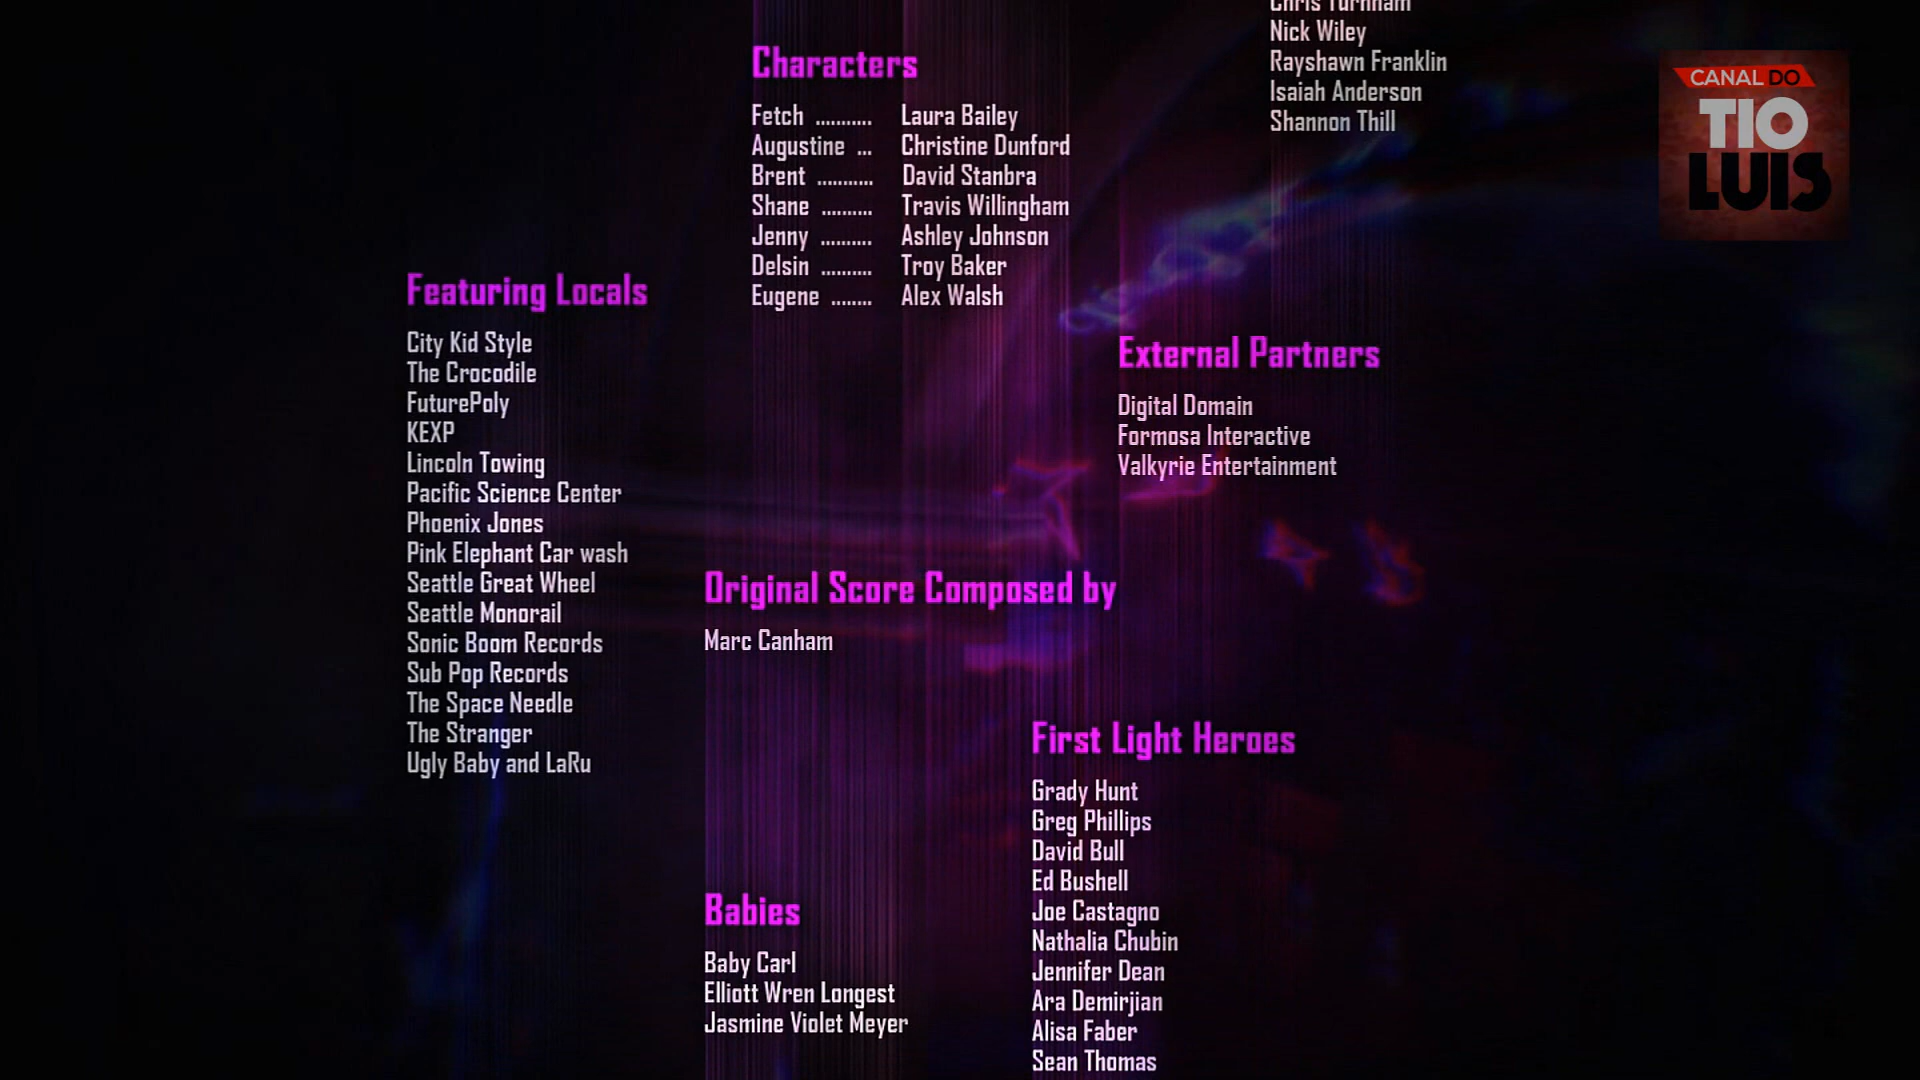 Chris Turnham
Nick Wiley
Rayshawn Franklin
Isaiah Anderson
Shannon Thill
CANAL DO
TIO
LUIS
Characters
Fetch ........... Laura Bailey
Augustine ... Christine Dunford
Brent ........... David Stanbra
Shane .......... Travis Willingham
Jenny .......... Ashley Johnson
Delsin .......... Troy Baker
Eugene ........ Alex Walsh
Featuring Locals
City Kid Style
The Crocodile
FuturePoly
KEXP
Lincoln Towing
Pacific Science Center
Phoenix Jones
Pink Elephant Car wash
Seattle Great Wheel
Seattle Monorail
Sonic Boom Records
Sub Pop Records
The Space Needle
The Stranger
Ugly Baby and LaRu
External Partners
Digital Domain
Formosa Interactive
Valkyrie Entertainment
Original Score Composed by
Marc Canham
First Light Heroes
Grady Hunt
Greg Phillips
David Bull
Ed Bushell
Joe Castagno
Nathalia Chubin
Jennifer Dean
Ara Demirjian
Alisa Faber
Sean Thomas
Babies
Baby Carl
Elliott Wren Longest
Jasmine Violet Meyer